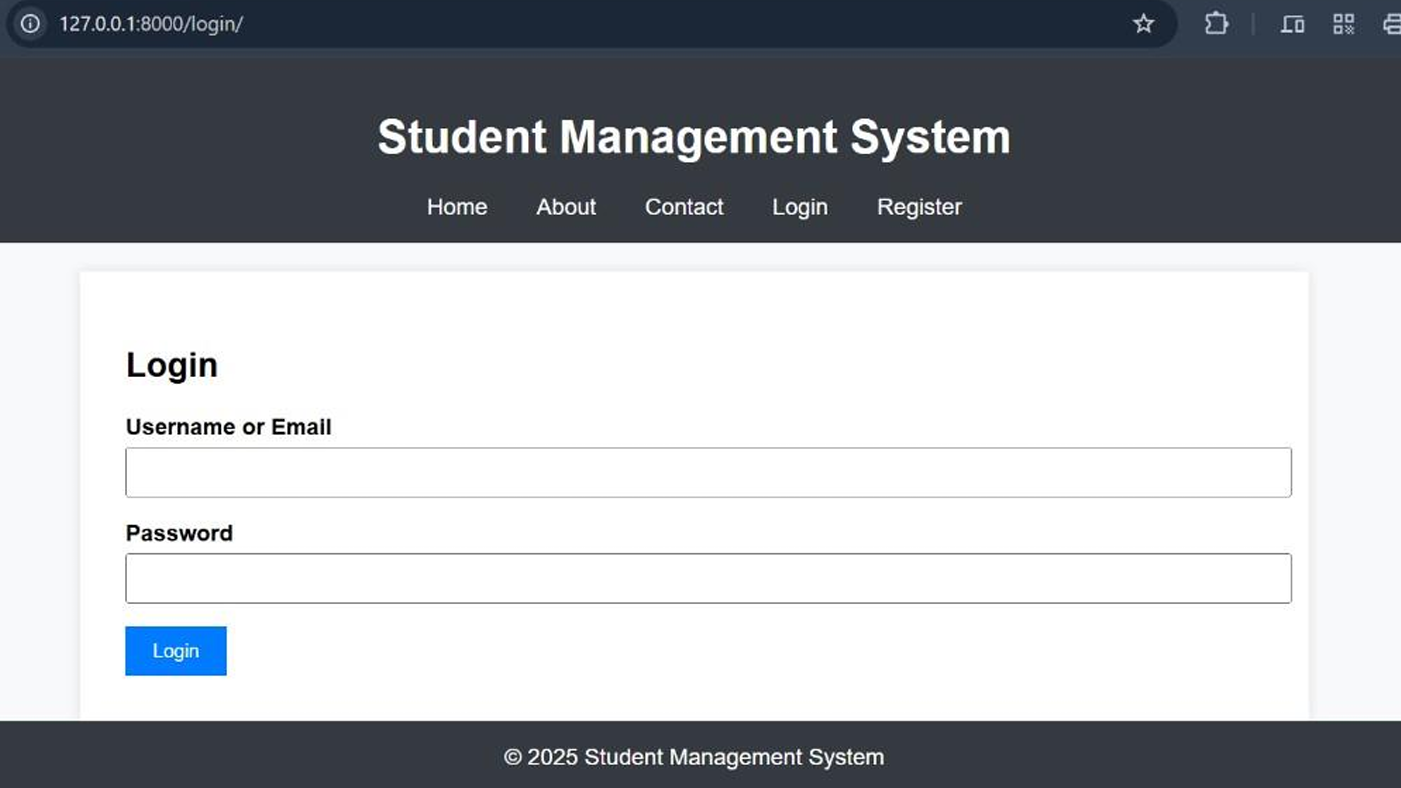 127.0.0.1:8000/login/
Student Management System
Home About Contact Login Register
Login
Username or Email
Password
Login
© 2025 Student Management System